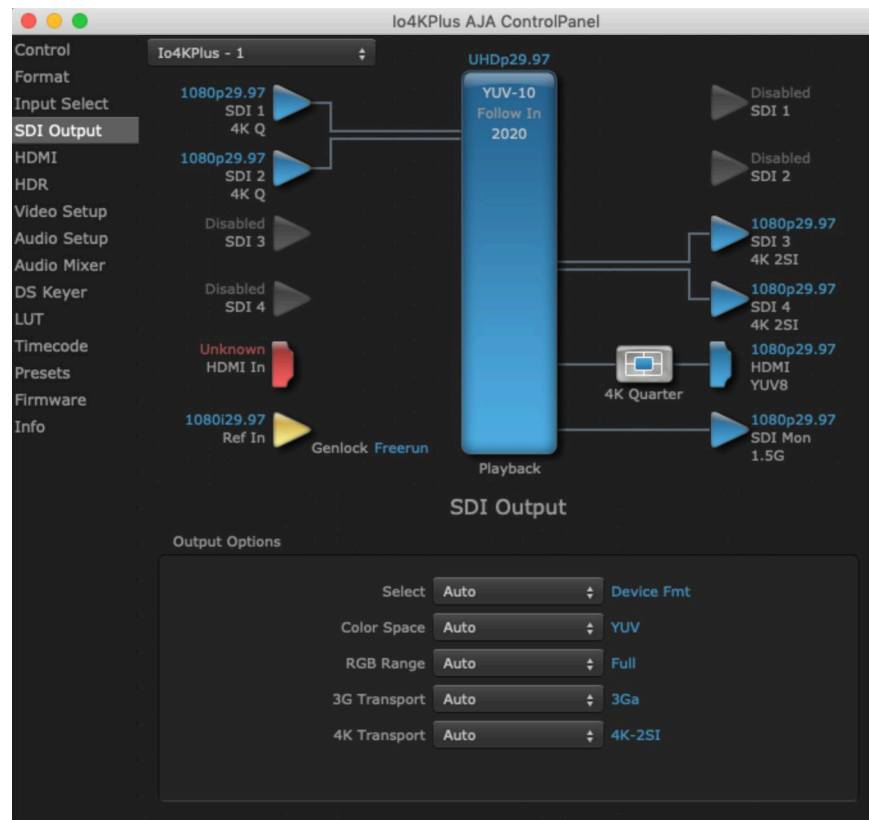 Io4KPlus AJA ControlPanel
Control
Format
Input Select
SDI Output
HDMI
HDR
Video Setup
Audio Setup
Audio Mixer
DS Keyer
LUT
Timecode
Presets
Firmware
Info
Io4KPlus - 1
1080p29.97
SDI 1
4K Q
1080p29.97
SDI 2
4K Q
Disabled
SDI 3
Disabled
SDI 4
Unknown
HDMI In
1080i29.97
Ref In
Genlock Freerun
UHDp29.97
YUV-10
Follow In
2020
Playback
Disabled
SDI 1
Disabled
SDI 2
1080p29.97
SDI 3
4K 2SI
1080p29.97
SDI 4
4K 2SI
4K Quarter
1080p29.97
HDMI
YUV8
1080p29.97
SDI Mon
1.5G
SDI Output
Output Options
Select Auto Device Fmt
Color Space Auto YUV
RGB Range Auto Full
3G Transport Auto 3Ga
4K Transport Auto 4K-2SI